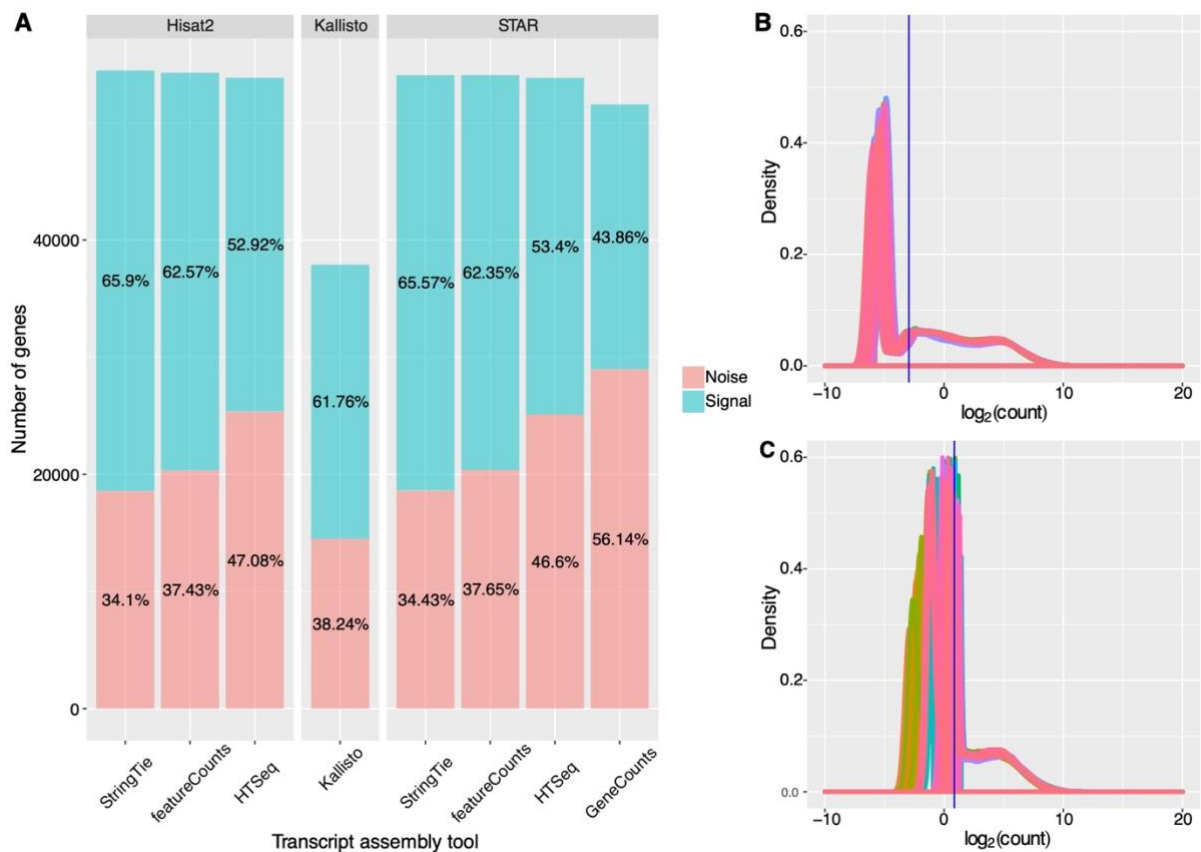 A
Hisat2
Kallisto
STAR
Number of genes
40000
20000
0
65.9%
62.57%
52.92%
61.76%
65.57%
62.35%
53.4%
43.86%
34.1%
37.43%
47.08%
38.24%
34.43%
37.65%
46.6%
56.14%
StringTie
featureCounts
HTSeq
Kallisto
StringTie
featureCounts
HTSeq
GeneCounts
Transcript assembly tool
Noise
Signal
B
0.6
0.4
0.2
0.0
Density
−10 0 10 20
log₂(count)
C
0.6
0.4
0.2
0.0
Density
−10 0 10 20
log₂(count)